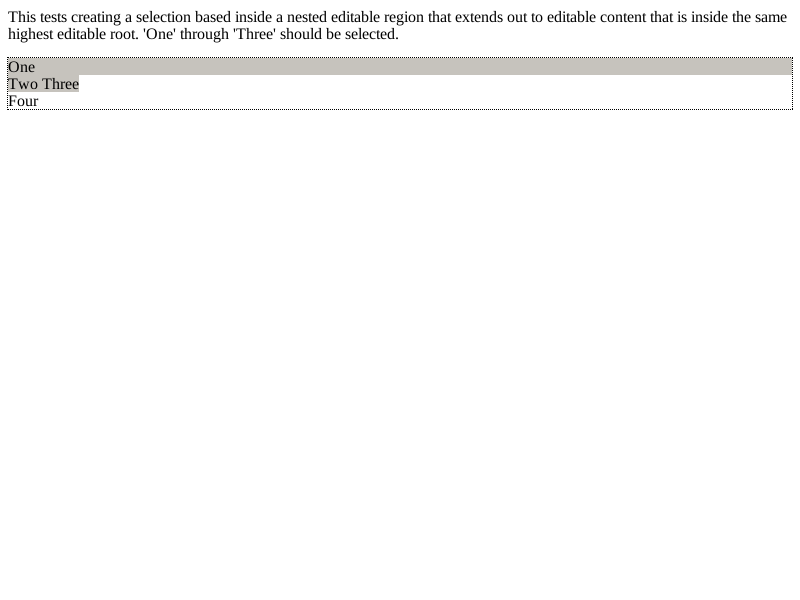 This tests creating a selection based inside a nested editable region that extends out to editable content that is inside the same
highest editable root. 'One' through 'Three' should be selected.
One
Two Three
Four